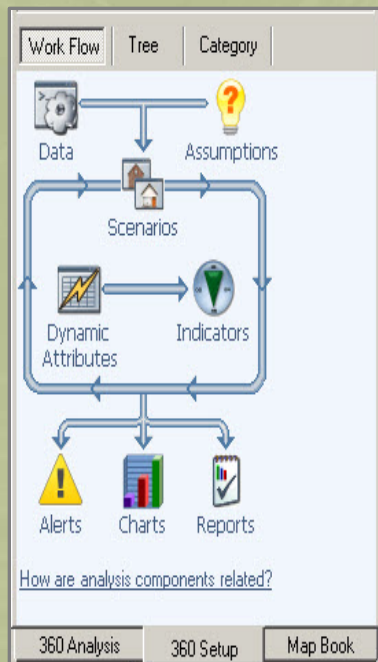 Work Flow Tree Category
Data Assumptions
Scenarios
Dynamic Attributes Indicators
Alerts Charts Reports
How are analysis components related?
360 Analysis 360 Setup Map Book